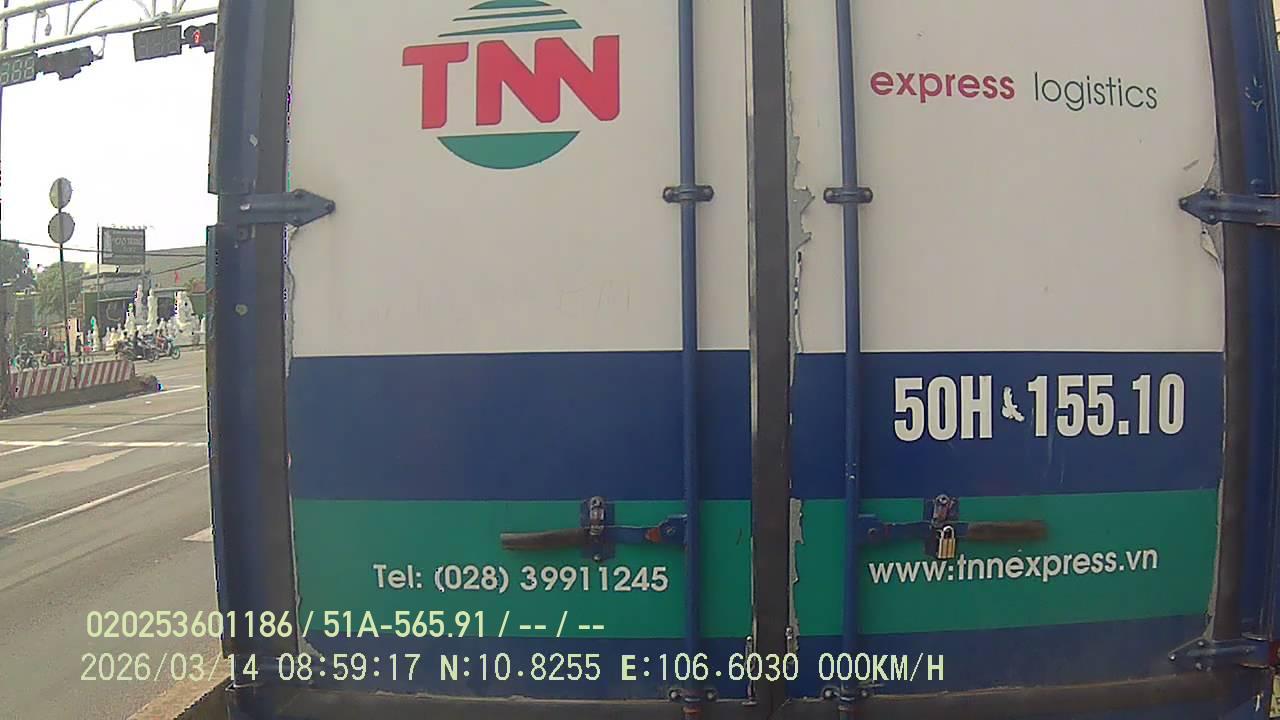 TNN
express logistics
50H 155.10
Tel: (028) 39911245
www.tnnexpress.vn
020253601186 / 51A-565.91 / -- / --
2026/03/14 08:59:17 N:10.8255 E:106.6030 000KM/H